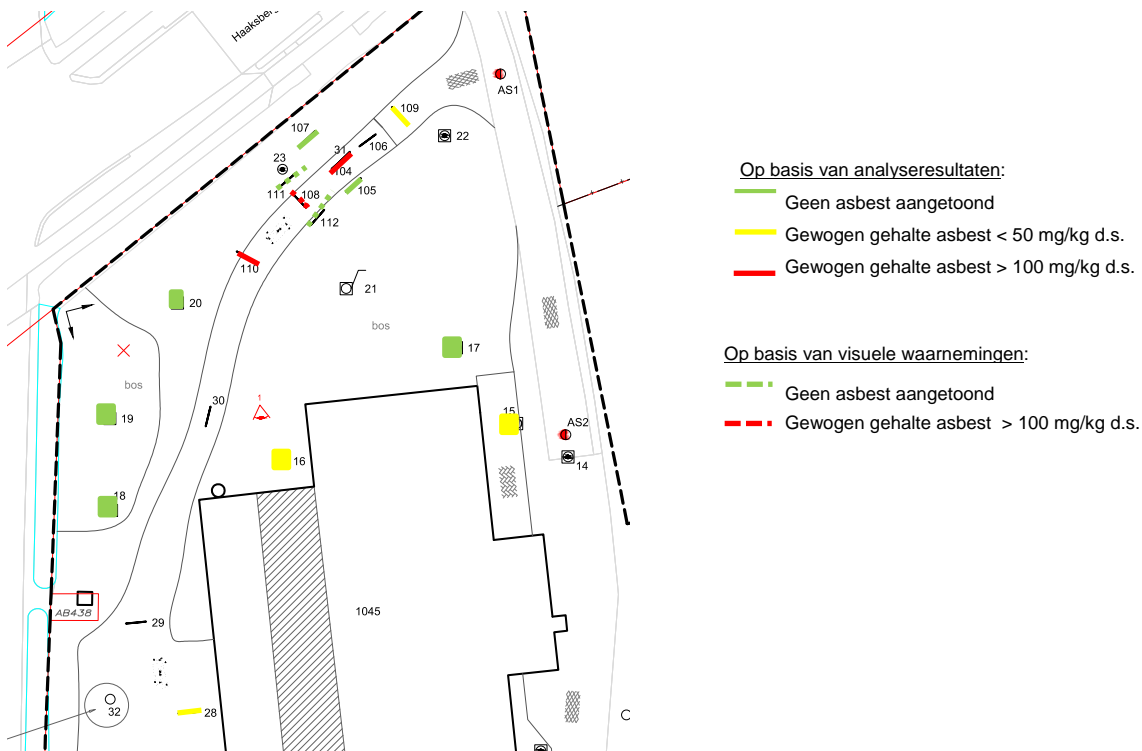 Haaksberg
AS1
109
107
22
106
31
23
104
105
111
108
112
110
21
20
bos
17
bos
1
30
15
19
AS2
16
14
18
AB438
1045
29
28
32
Op basis van analyseresultaten:
Geen asbest aangetoond
Gewogen gehalte asbest < 50 mg/kg d.s.
Gewogen gehalte asbest > 100 mg/kg d.s.
Op basis van visuele waarnemingen:
Geen asbest aangetoond
Gewogen gehalte asbest > 100 mg/kg d.s.